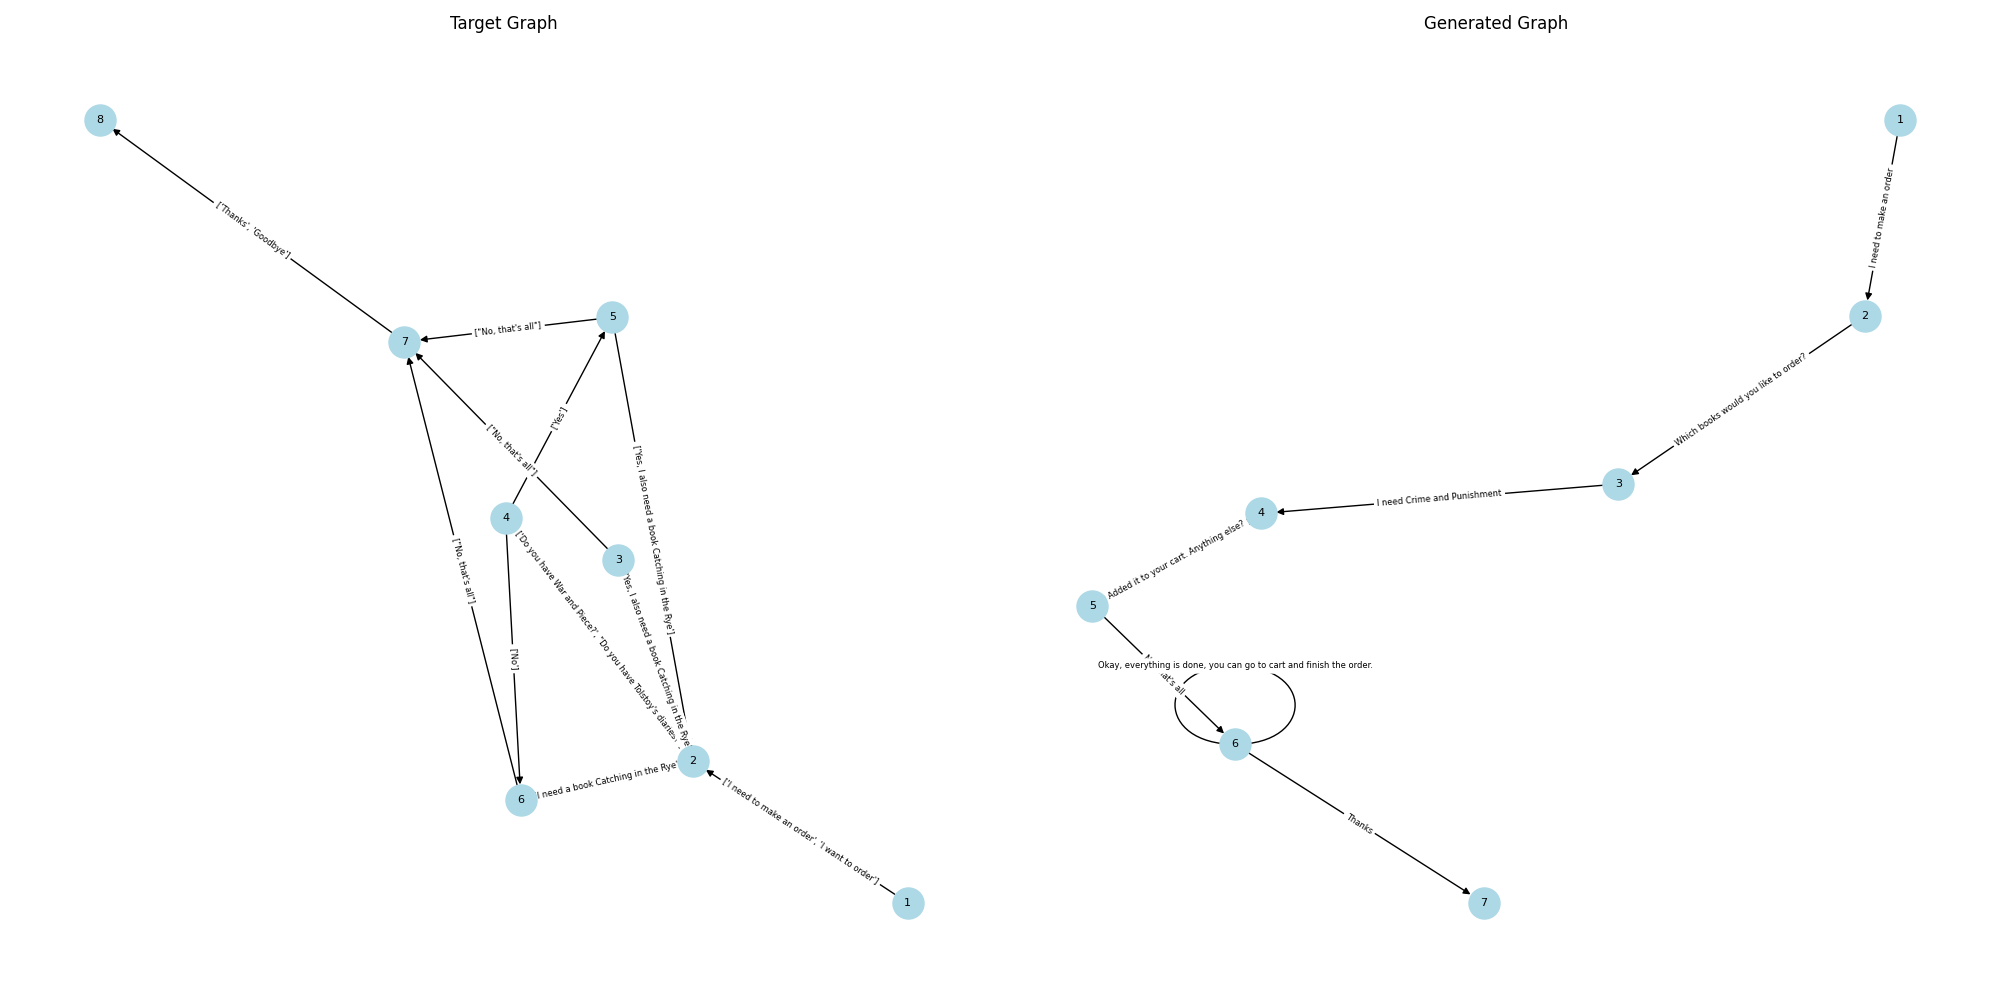 Target Graph
8
['Thanks', 'Goodbye']
7
["No, that's all"]
5
['Yes']
["No, that's all"]
['Yes, I also need a book Catching in the Rye']
4
3
["No, that's all"]
['Do you have War and Piece?', "Do you have Tolstoy's diaries
Yes, I also need a book Catching in the Rye
['No']
2
6
I need a book Catching in the Rye'
['I need to make an order', 'I want to order']
1
Generated Graph
1
I need to make an order
2
Which books would you like to order?
3
I need Crime and Punishment
4
Added it to your cart. Anything else?
5
all
Okay, everything is done, you can go to cart and finish the order.
6
Thanks
7